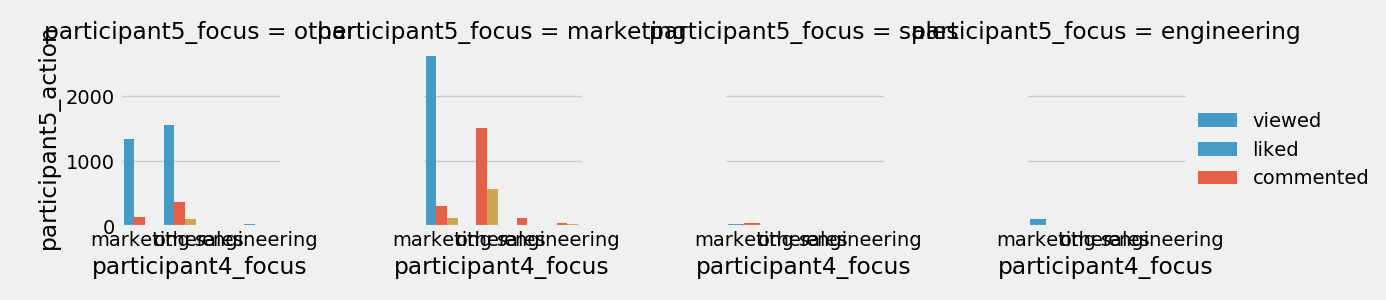 participant5_focus = other
participant5_focus = marketing
participant5_focus = sales
participant5_focus = engineering
participant5_action
2000
1000
0
viewed
liked
commented
marketing other sales engineering
marketing other sales engineering
marketing other sales engineering
marketing other sales engineering
participant4_focus
participant4_focus
participant4_focus
participant4_focus